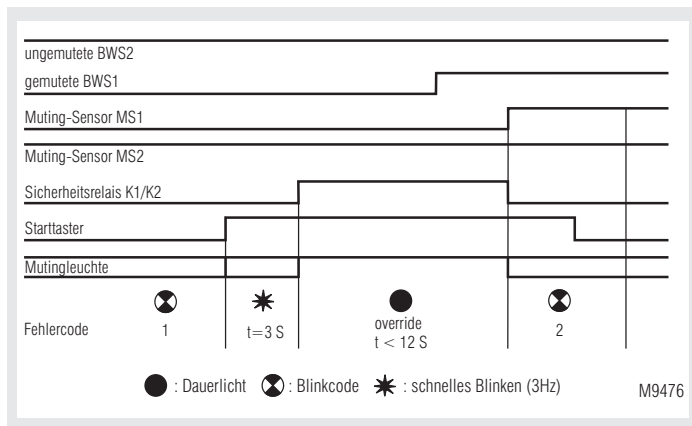 ungemutete BWS2
gemutete BWS1
Muting-Sensor MS1
Muting-Sensor MS2
Sicherheitsrelais K1/K2
Starttaster
Mutingleuchte
Fehlercode 1 t=3 S override t < 12 S 2
: Dauerlicht : Blinkcode : schnelles Blinken (3Hz)
M9476